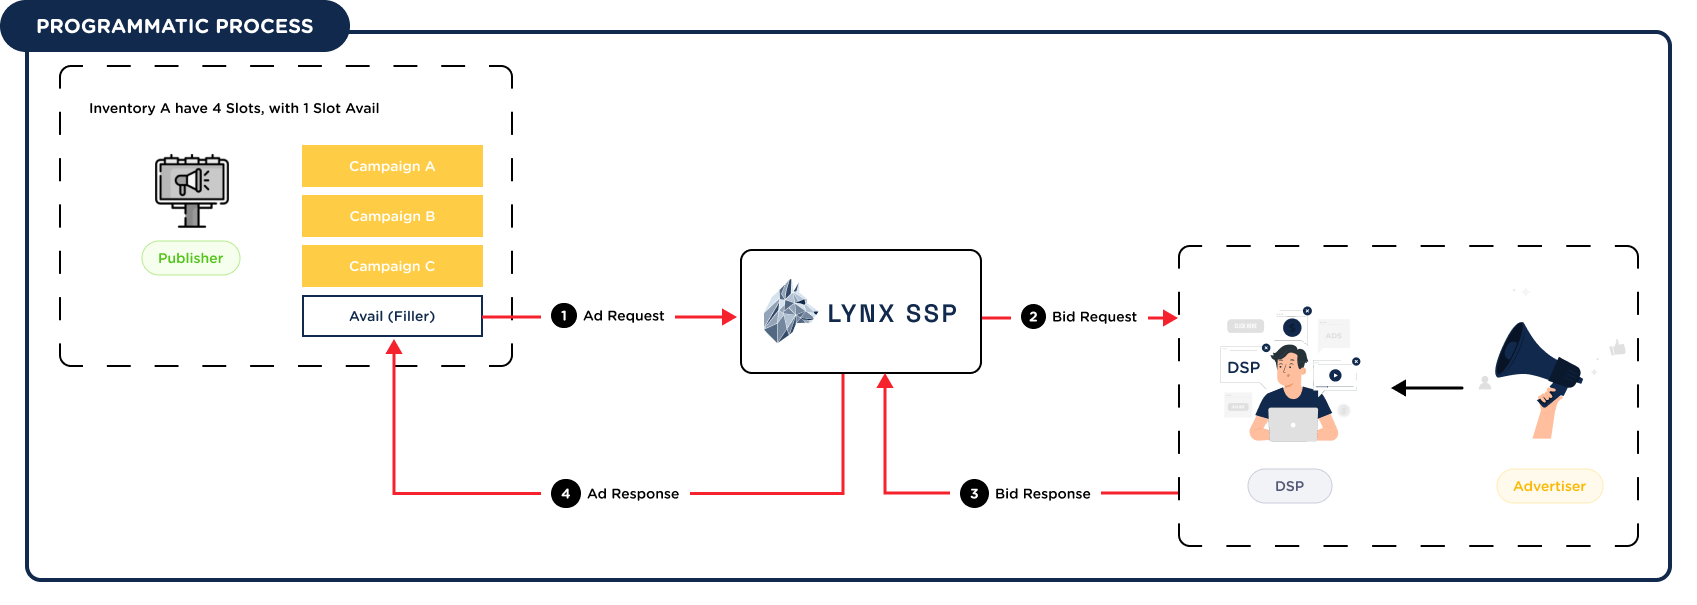 PROGRAMMATIC PROCESS
Inventory A have 4 Slots, with 1 Slot Avail
Campaign A
Campaign B
Campaign C
Avail (Filler)
Publisher
1 Ad Request
LYNX SSP
2 Bid Request
3 Bid Response
4 Ad Response
ADS
DSP
DSP
Advertiser